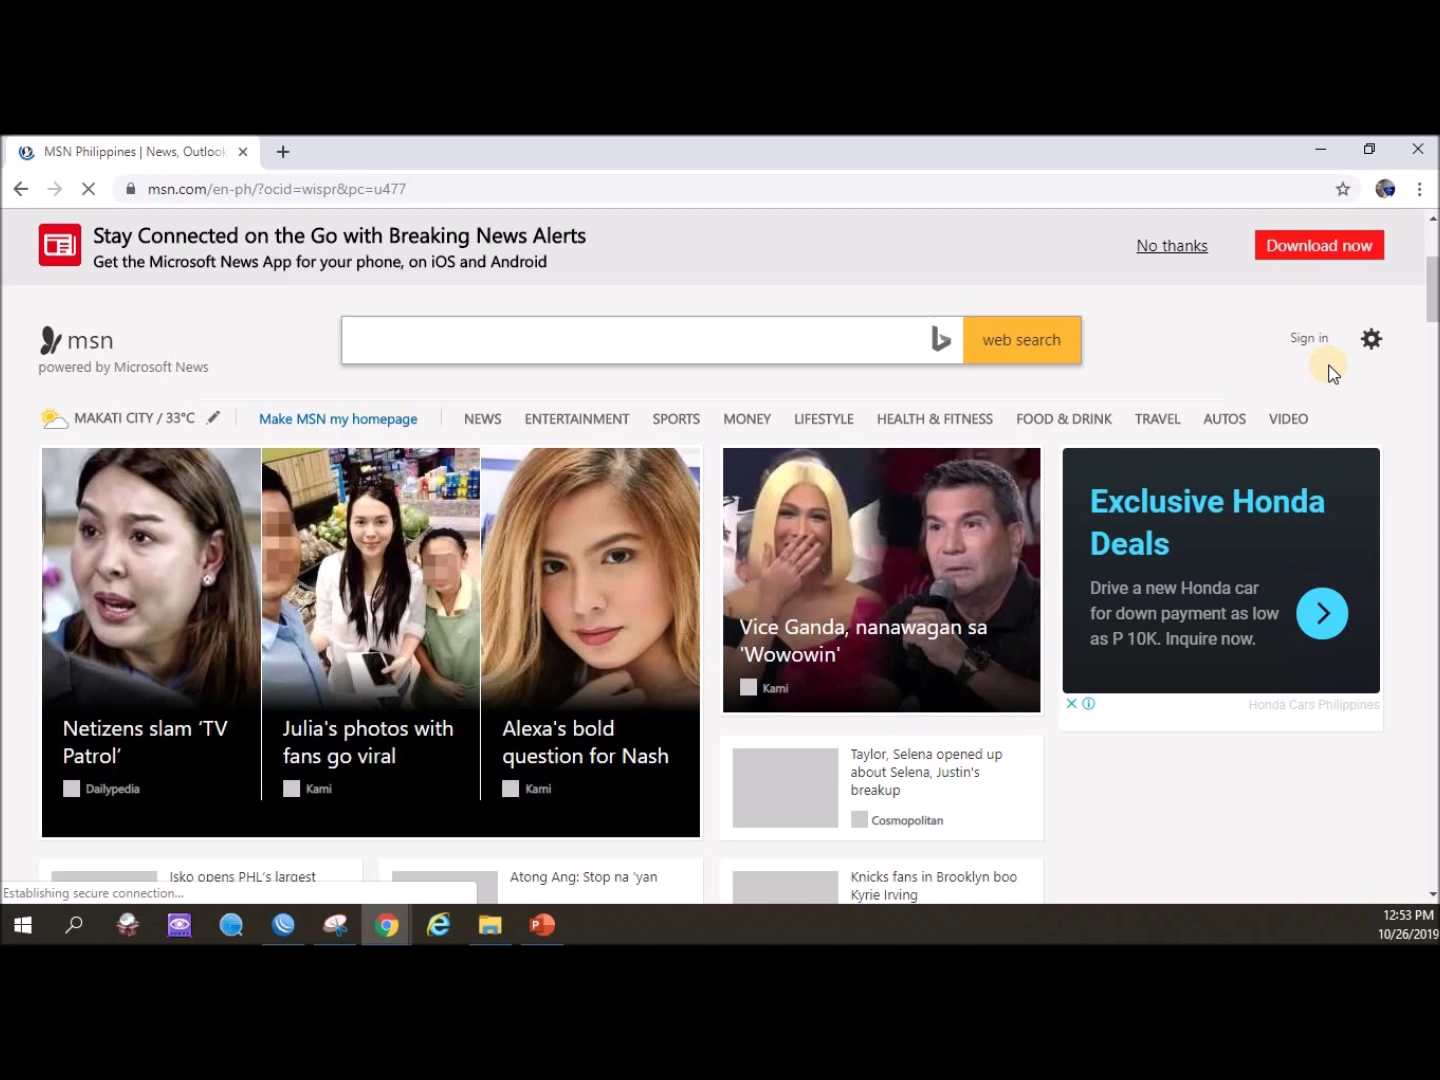 MSN Philippines | News, Outlook
msn.com/en-ph/?ocid=wispr&pc=u477
Stay Connected on the Go with Breaking News Alerts
Get the Microsoft News App for your phone, on iOS and Android
No thanks
Download now
msn
powered by Microsoft News
web search
Sign in
MAKATI CITY / 33°C
Make MSN my homepage
NEWS
ENTERTAINMENT
SPORTS
MONEY
LIFESTYLE
HEALTH & FITNESS
FOOD & DRINK
TRAVEL
AUTOS
VIDEO
Netizens slam ‘TV
Patrol’
Dailypedia
Julia's photos with
fans go viral
Kami
Alexa's bold
question for Nash
Kami
Vice Ganda, nanawagan sa
'Wowowin'
Kami
Exclusive Honda
Deals
Drive a new Honda car
for down payment as low
as P 10K. Inquire now.
Honda Cars Philippines
Taylor, Selena opened up
about Selena, Justin's
breakup
Cosmopolitan
Isko opens PHL's largest
Atong Ang: Stop na 'yan
Knicks fans in Brooklyn boo
Kyrie Irving
Establishing secure connection...
12:53 PM
10/26/2019